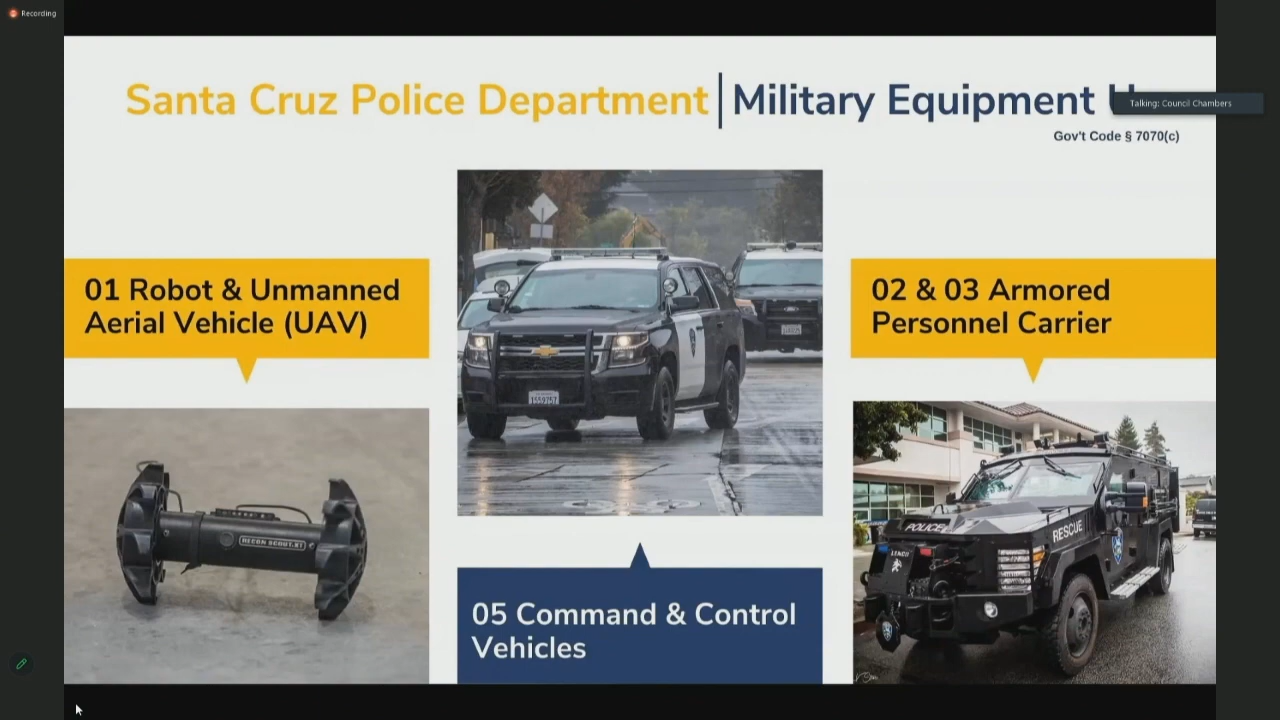 Recording
Santa Cruz Police Department
Military Equipment
Talking: Council Chambers
Gov't Code § 7070(c)
01 Robot & Unmanned
Aerial Vehicle (UAV)
02 & 03 Armored
Personnel Carrier
RECON SCOUT XT
POLICE
RESCUE
LENCO
05 Command & Control
Vehicles